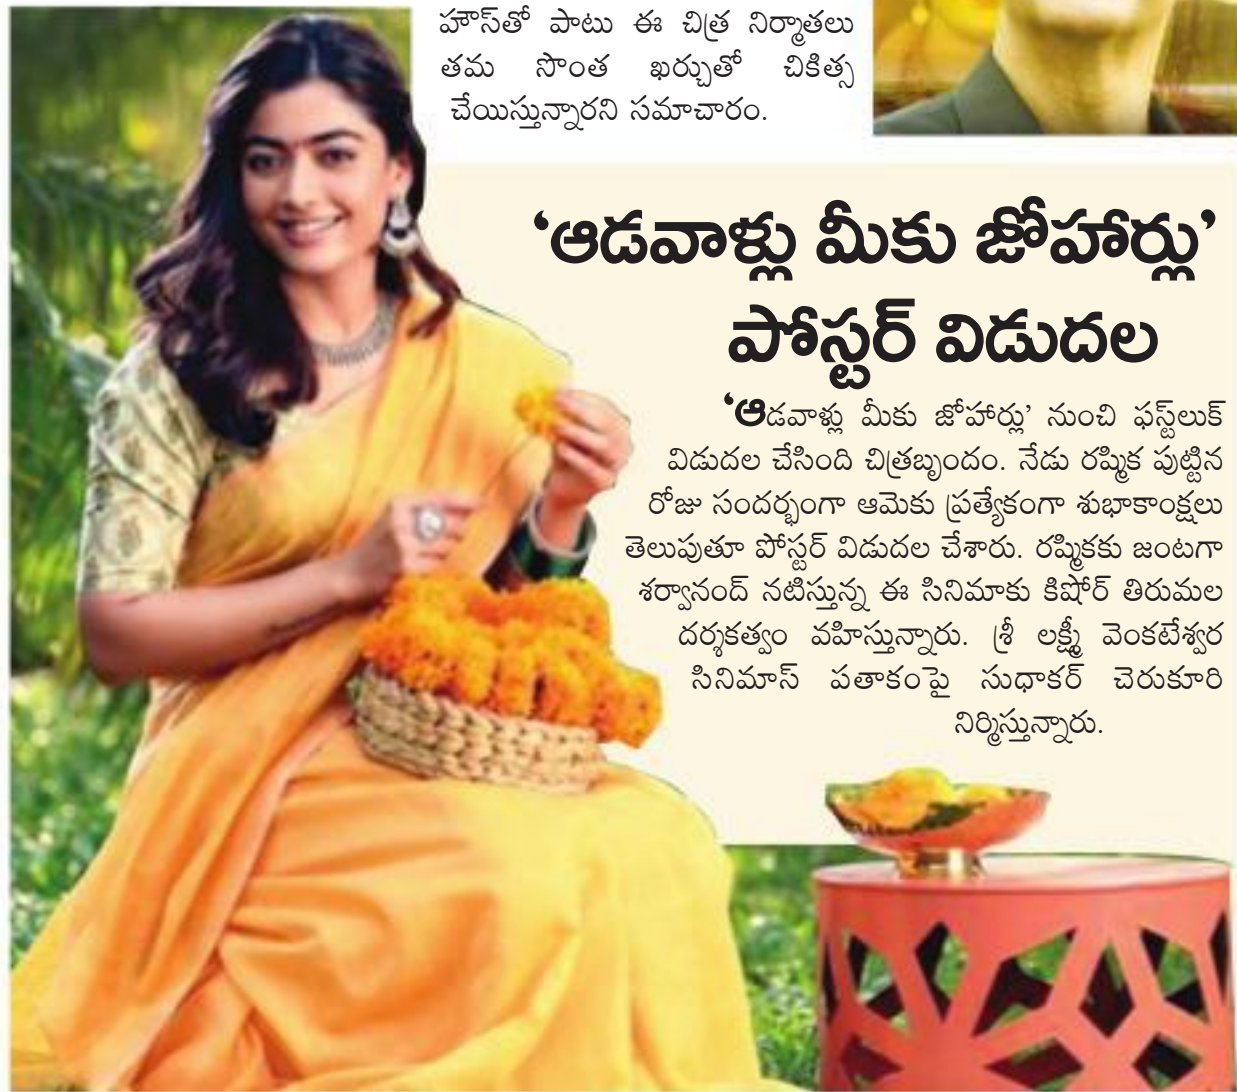 హౌస్‌తో పాటు ఈ చిత్ర నిర్మాతలు
తమ సొంత ఖర్చుతో చికిత్స
చేయిస్తున్నారని సమాచారం.
‘ఆడవాళ్లు మీకు జోహార్లు’
పోస్టర్ విడుదల
‘ఆడవాళ్లు మీకు జోహార్లు’ నుంచి ఫస్ట్‌లుక్
విడుదల చేసింది చిత్రబృందం. నేడు రష్మిక పుట్టిన
రోజు సందర్భంగా ఆమెకు ప్రత్యేకంగా శుభాకాంక్షలు
తెలుపుతూ పోస్టర్ విడుదల చేశారు. రష్మికకు జంటగా
శర్వానంద్ నటిస్తున్న ఈ సినిమాకు కిషోర్ తిరుమల
దర్శకత్వం వహిస్తున్నారు. శ్రీ లక్ష్మీ వెంకటేశ్వర
సినిమాస్ పతాకంపై సుధాకర్ చెరుకూరి
నిర్మిస్తున్నారు.